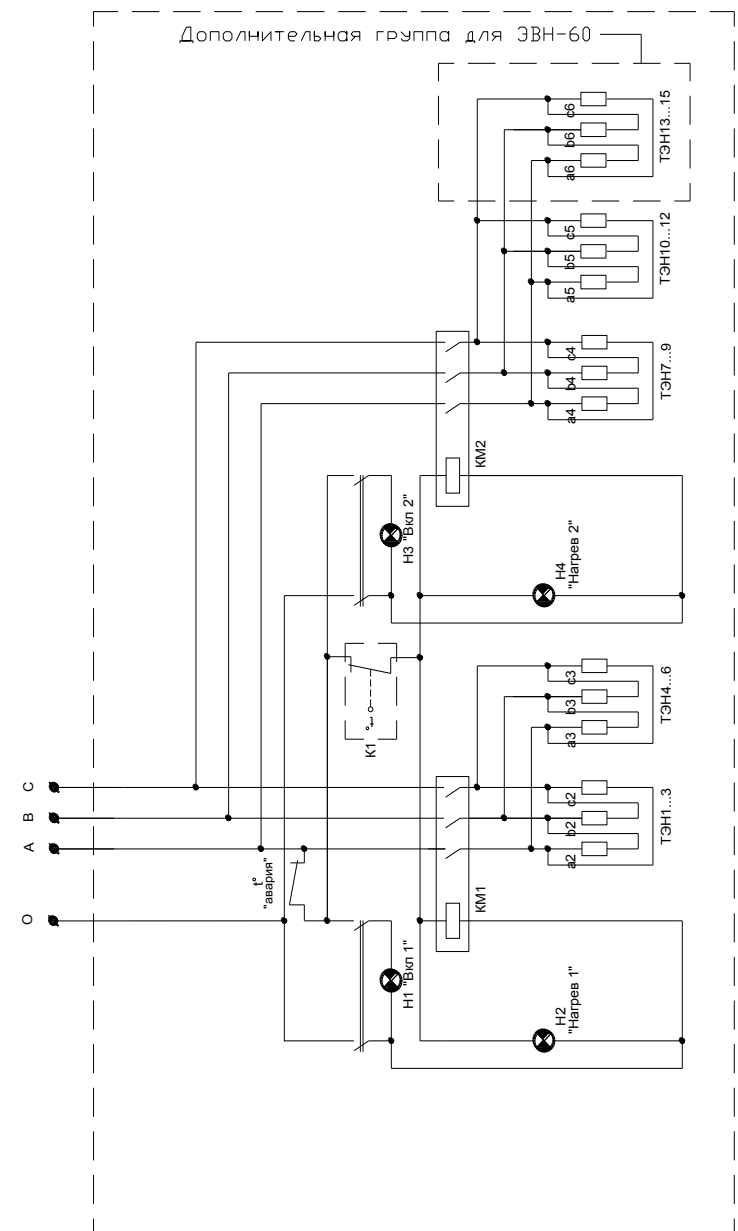 Дополнительная группа для ЭВН-60
c6
b6
a6
ТЭН13...15
c5
b5
a5
ТЭН10...12
c4
b4
a4
ТЭН7...9
КМ2
Н3 "Вкл 2"
Н4
"Нагрев 2"
К1
t°
c3
b3
a3
ТЭН4...6
C
B
A
O
c2
b2
a2
ТЭН1...3
t°
"авария"
КМ1
Н1 "Вкл 1"
Н2
"Нагрев 1"